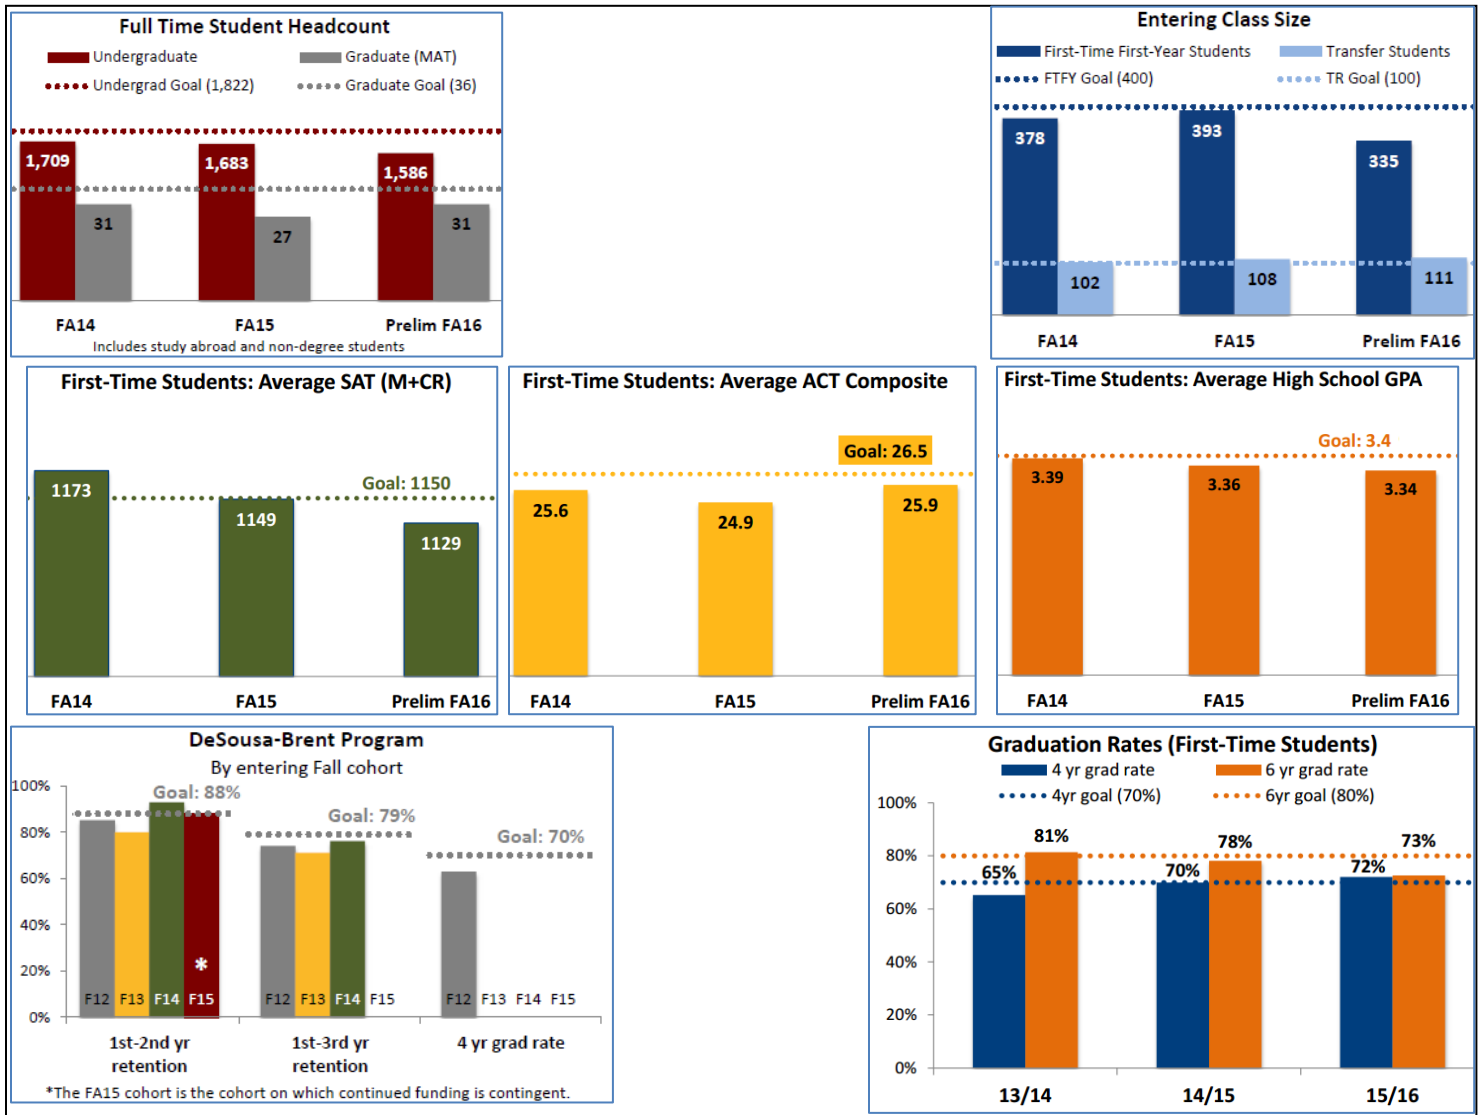 Full Time Student Headcount
Undergraduate
Graduate (MAT)
Undergrad Goal (1,822)
Graduate Goal (36)
1,709
31
1,683
27
1,586
31
FA14
FA15
Prelim FA16
Includes study abroad and non-degree students
Entering Class Size
First-Time First-Year Students
Transfer Students
FTFY Goal (400)
TR Goal (100)
378
102
393
108
335
111
FA14
FA15
Prelim FA16
First-Time Students: Average SAT (M+CR)
Goal: 1150
1173
1149
1129
FA14
FA15
Prelim FA16
First-Time Students: Average ACT Composite
Goal: 26.5
25.6
24.9
25.9
FA14
FA15
Prelim FA16
First-Time Students: Average High School GPA
Goal: 3.4
3.39
3.36
3.34
FA14
FA15
Prelim FA16
DeSousa-Brent Program
By entering Fall cohort
100%
80%
60%
40%
20%
0%
Goal: 88%
Goal: 79%
Goal: 70%
*
F12 F13 F14 F15
F12 F13 F14 F15
F12 F13 F14 F15
1st-2nd yr
retention
1st-3rd yr
retention
4 yr grad rate
*The FA15 cohort is the cohort on which continued funding is contingent.
Graduation Rates (First-Time Students)
4 yr grad rate
6 yr grad rate
4yr goal (70%)
6yr goal (80%)
100%
80%
60%
40%
20%
0%
65%
81%
70%
78%
72%
73%
13/14
14/15
15/16